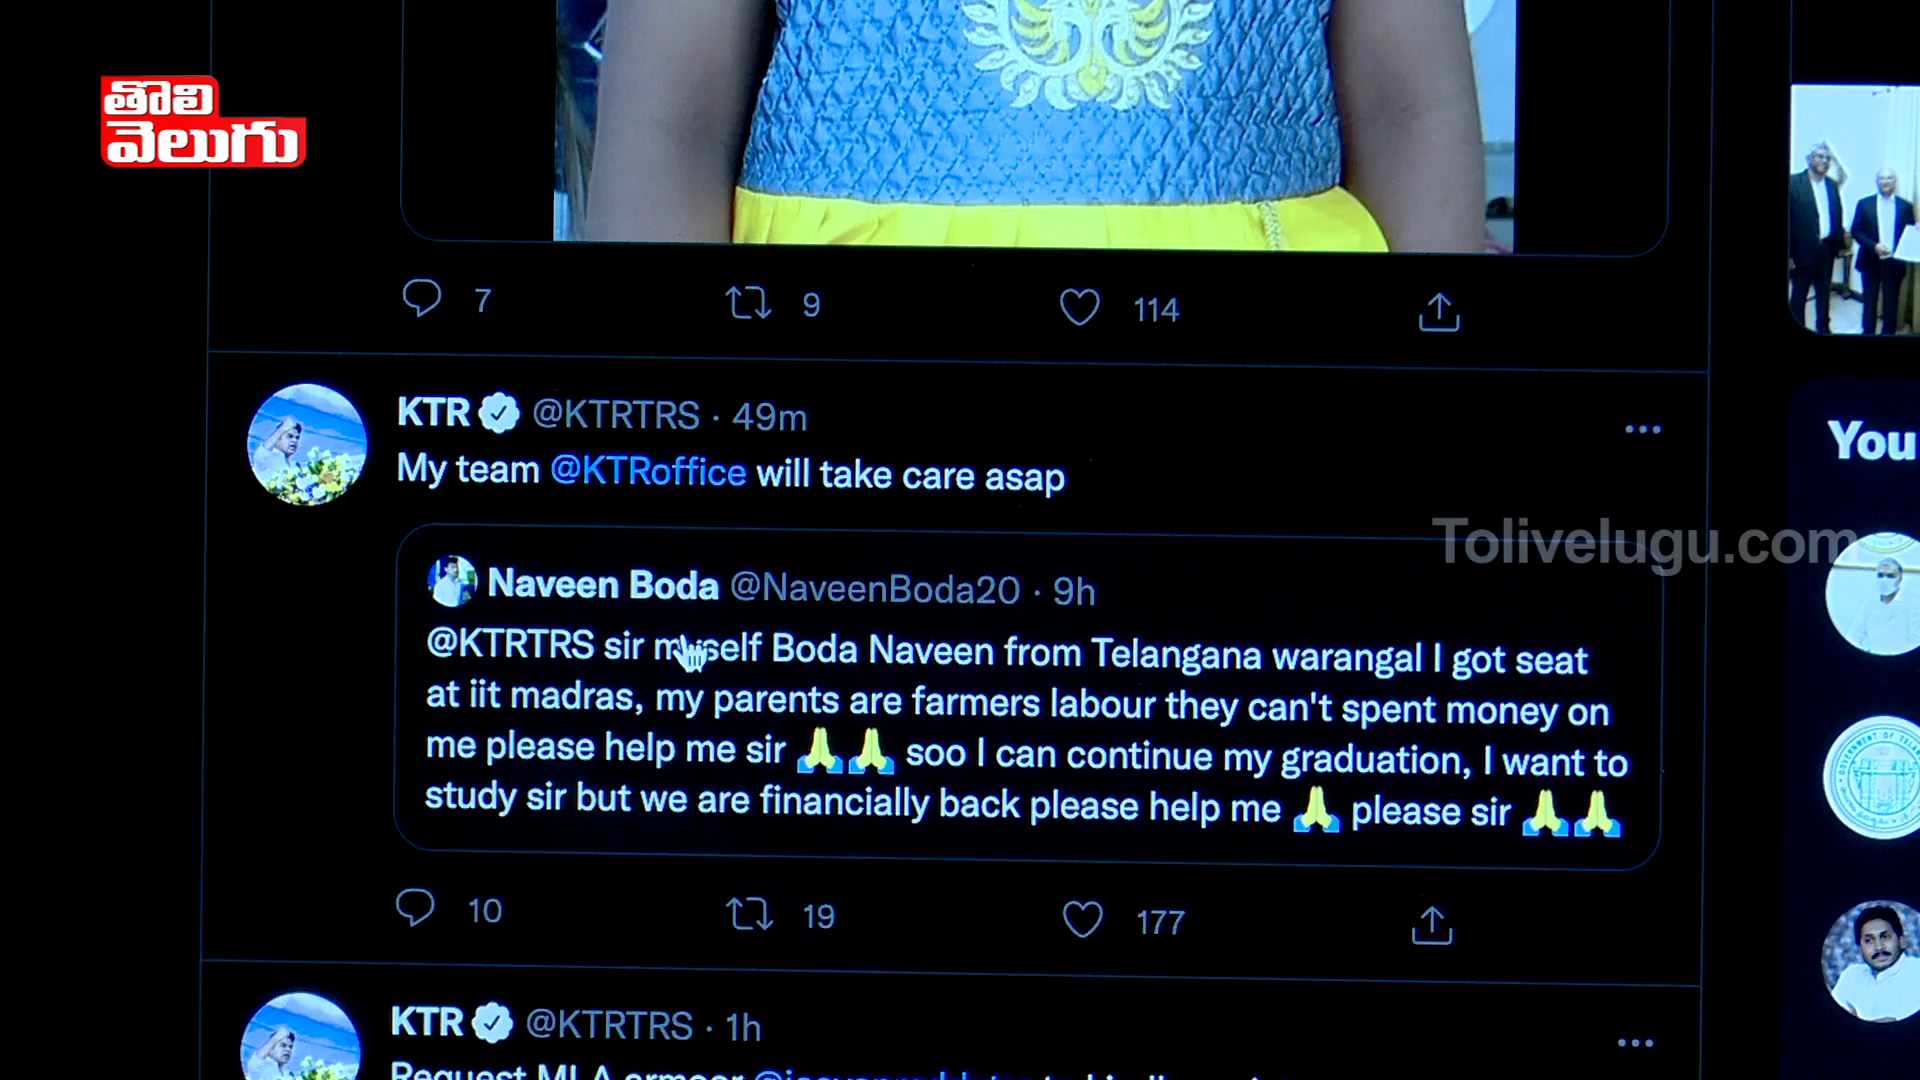 తొలి
వెలుగు
7
9
114
KTR @KTRTRS · 49m
My team @KTRoffice will take care asap
You
Tolivelugu.com
Naveen Boda @NaveenBoda20 · 9h
@KTRTRS sir myself Boda Naveen from Telangana warangal I got seat
at iit madras, my parents are farmers labour they can't spent money on
me please help me sir 🙏🙏 soo I can continue my graduation, I want to
study sir but we are financially back please help me 🙏 please sir 🙏🙏
10
19
177
KTR @KTRTRS · 1h
Request MLA armoor